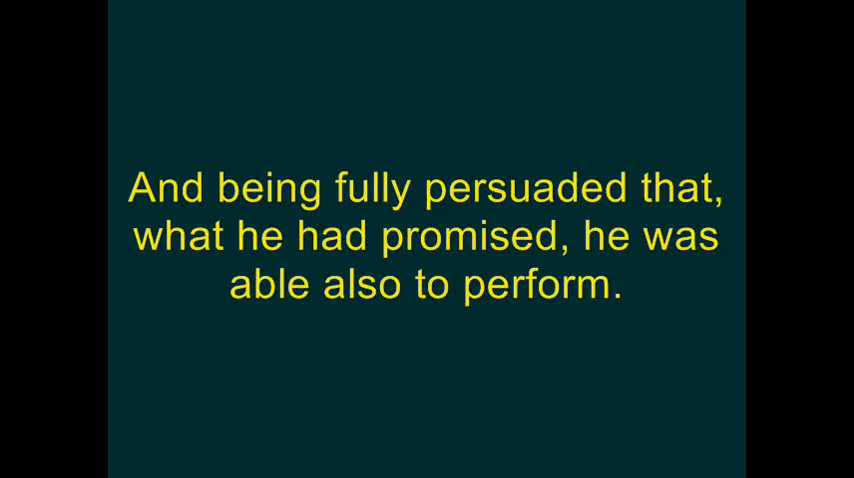 And being fully persuaded that,
what he had promised, he was
able also to perform.